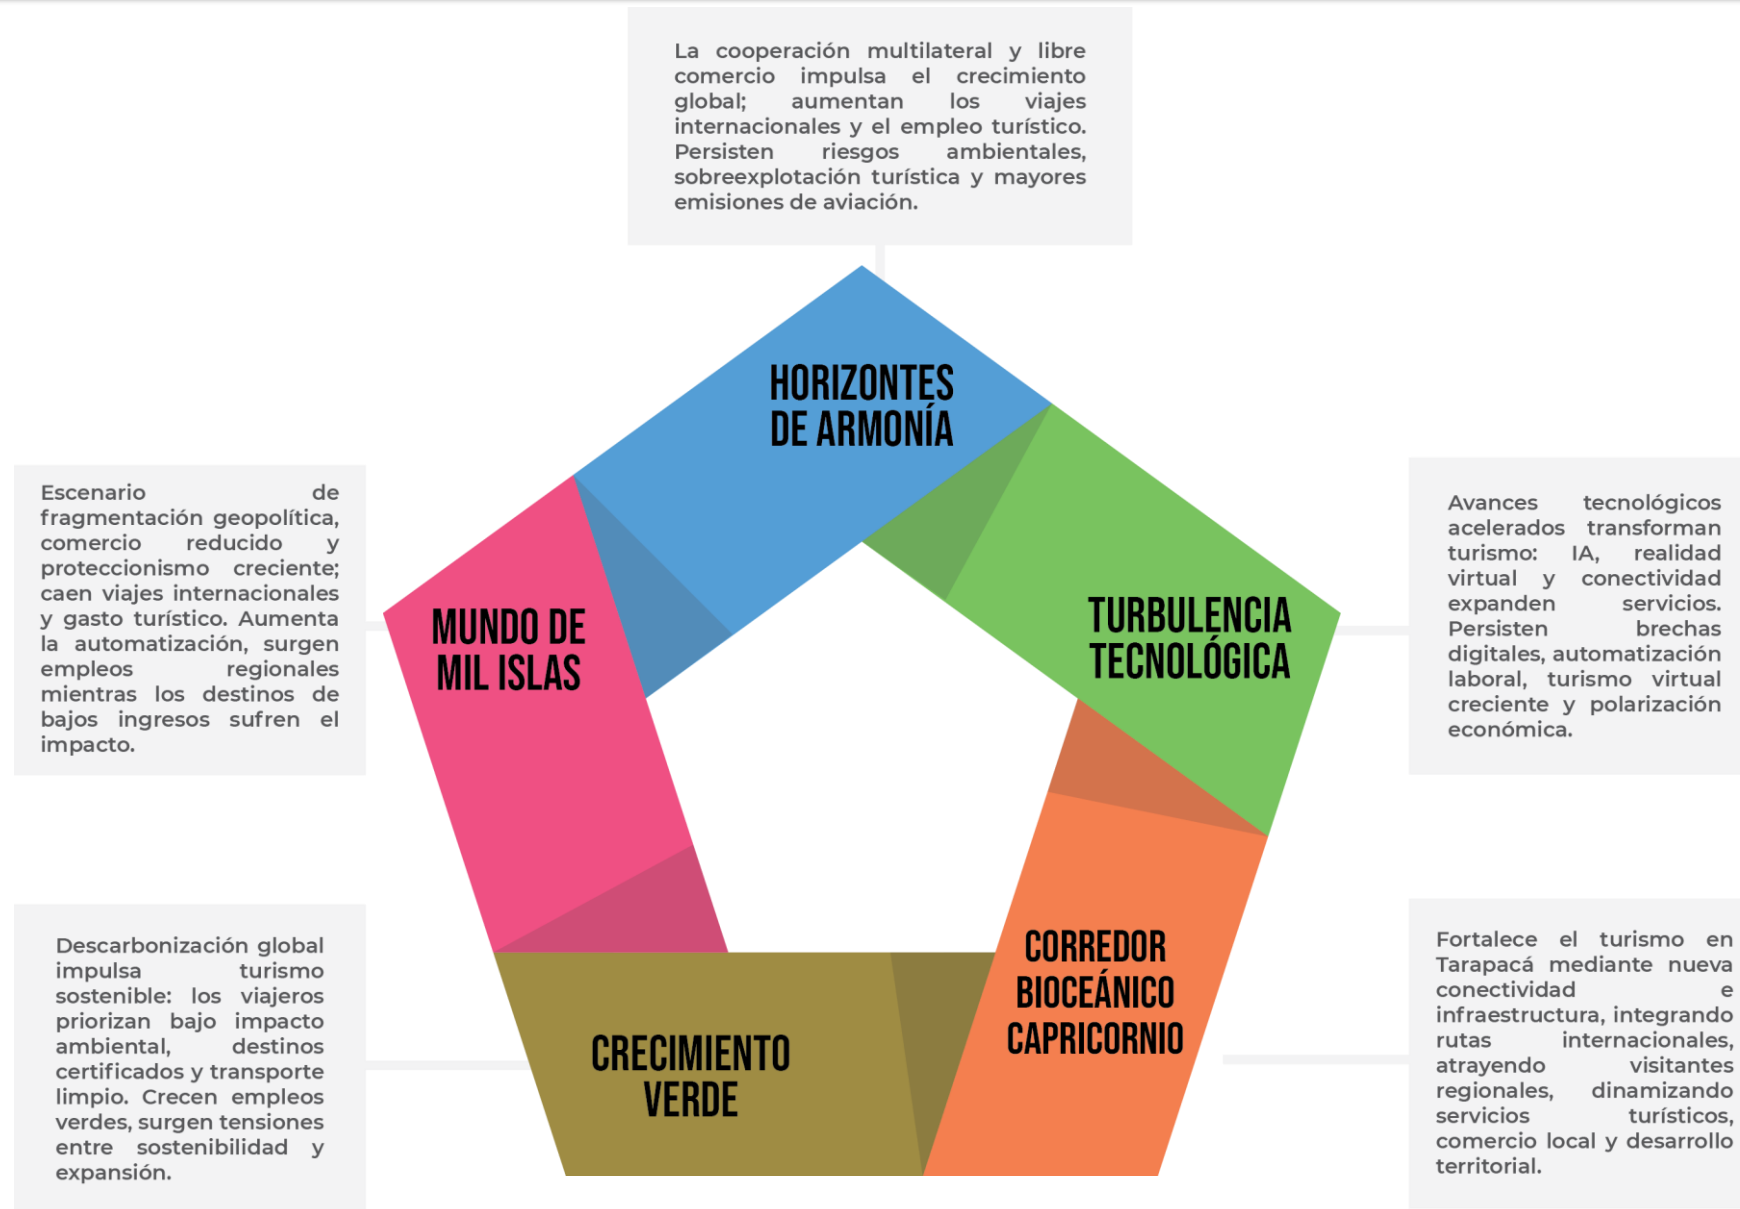 La cooperación multilateral y libre
comercio impulsa el crecimiento
global; aumentan los viajes
internacionales y el empleo turístico.
Persisten riesgos ambientales,
sobreexplotación turística y mayores
emisiones de aviación.
HORIZONTES
DE ARMONÍA
Escenario de
fragmentación geopolítica,
comercio reducido y
proteccionismo creciente;
caen viajes internacionales
y gasto turístico. Aumenta
la automatización, surgen
empleos regionales
mientras los destinos de
bajos ingresos sufren el
impacto.
MUNDO DE
MIL ISLAS
TURBULENCIA
TECNOLÓGICA
Avances tecnológicos
acelerados transforman
turismo: IA, realidad
virtual y conectividad
expanden servicios.
Persisten brechas
digitales, automatización
laboral, turismo virtual
creciente y polarización
económica.
Descarbonización global
impulsa turismo
sostenible: los viajeros
priorizan bajo impacto
ambiental, destinos
certificados y transporte
limpio. Crecen empleos
verdes, surgen tensiones
entre sostenibilidad y
expansión.
CRECIMIENTO
VERDE
CORREDOR
BIOCEÁNICO
CAPRICORNIO
Fortalece el turismo en
Tarapacá mediante nueva
conectividad e
infraestructura, integrando
rutas internacionales,
atrayendo visitantes
regionales, dinamizando
servicios turísticos,
comercio local y desarrollo
territorial.